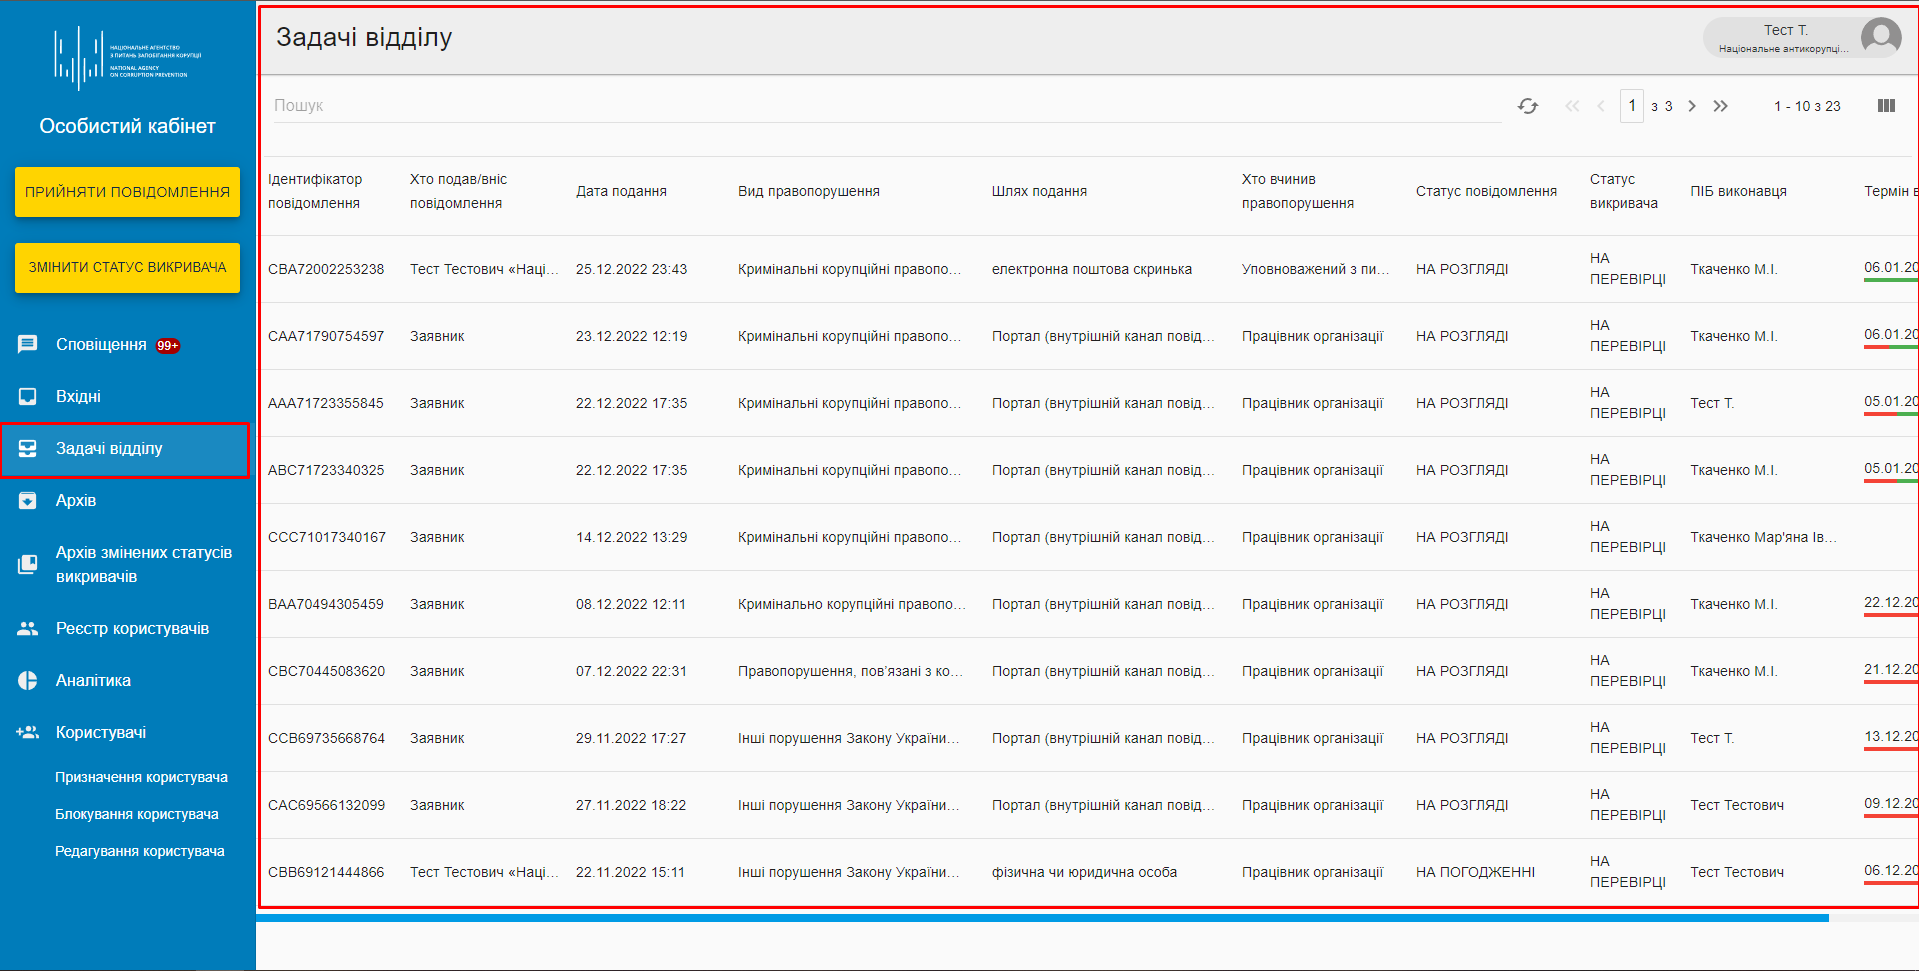 НАЦІОНАЛЬНЕ АГЕНТСТВО
З ПИТАНЬ ЗАПОБІГАННЯ КОРУПЦІЇ
NATIONAL AGENCY
ON CORRUPTION PREVENTION
Особистий кабінет
ПРИЙНЯТИ ПОВІДОМЛЕННЯ
ЗМІНИТИ СТАТУС ВИКРИВАЧА
Сповіщення 99+
Вхідні
Задачі відділу
Архів
Архів змінених статусів
викривачів
Реєстр користувачів
Аналітика
Користувачі
Призначення користувача
Блокування користувача
Редагування користувача
Задачі відділу
Тест Т.
Національне антикорупці...
Пошук
1 з 3
1 - 10 з 23
Ідентифікатор повідомлення Хто подав/вніс повідомлення Дата подання Вид правопорушення Шлях подання Хто вчинив правопорушення Статус повідомлення Статус викривача ПІБ виконавця Термін в
CBA72002253238 Тест Тестович «Наці... 25.12.2022 23:43 Кримінальні корупційні правопо... електронна поштова скринька Уповноважений з пи... НА РОЗГЛЯДІ НА ПЕРЕВІРЦІ Ткаченко М.І. 06.01.20
CAA71790754597 Заявник 23.12.2022 12:19 Кримінальні корупційні правопо... Портал (внутрішній канал повід... Працівник організації НА РОЗГЛЯДІ НА ПЕРЕВІРЦІ Ткаченко М.І. 06.01.20
AAA71723355845 Заявник 22.12.2022 17:35 Кримінальні корупційні правопо... Портал (внутрішній канал повід... Працівник організації НА РОЗГЛЯДІ НА ПЕРЕВІРЦІ Тест Т. 05.01.20
ABC71723340325 Заявник 22.12.2022 17:35 Кримінальні корупційні правопо... Портал (внутрішній канал повід... Працівник організації НА РОЗГЛЯДІ НА ПЕРЕВІРЦІ Ткаченко М.І. 05.01.20
CCC71017340167 Заявник 14.12.2022 13:29 Кримінальні корупційні правопо... Портал (внутрішній канал повід... Працівник організації НА РОЗГЛЯДІ НА ПЕРЕВІРЦІ Ткаченко Мар'яна Ів...
BAA70494305459 Заявник 08.12.2022 12:11 Кримінально корупційні правопо... Портал (внутрішній канал повід... Працівник організації НА РОЗГЛЯДІ НА ПЕРЕВІРЦІ Ткаченко М.І. 22.12.20
CBC70445083620 Заявник 07.12.2022 22:31 Правопорушення, пов'язані з ко... Портал (внутрішній канал повід... Працівник організації НА РОЗГЛЯДІ НА ПЕРЕВІРЦІ Ткаченко М.І. 21.12.20
CCB69735668764 Заявник 29.11.2022 17:27 Інші порушення Закону України... Портал (внутрішній канал повід... Працівник організації НА РОЗГЛЯДІ НА ПЕРЕВІРЦІ Тест Т. 13.12.20
CAC69566132099 Заявник 27.11.2022 18:22 Інші порушення Закону України... Портал (внутрішній канал повід... Працівник організації НА РОЗГЛЯДІ НА ПЕРЕВІРЦІ Тест Тестович 09.12.20
CBB69121444866 Тест Тестович «Наці... 22.11.2022 15:11 Інші порушення Закону України... фізична чи юридична особа Працівник організації НА ПОГОДЖЕННІ НА ПЕРЕВІРЦІ Тест Тестович 06.12.20